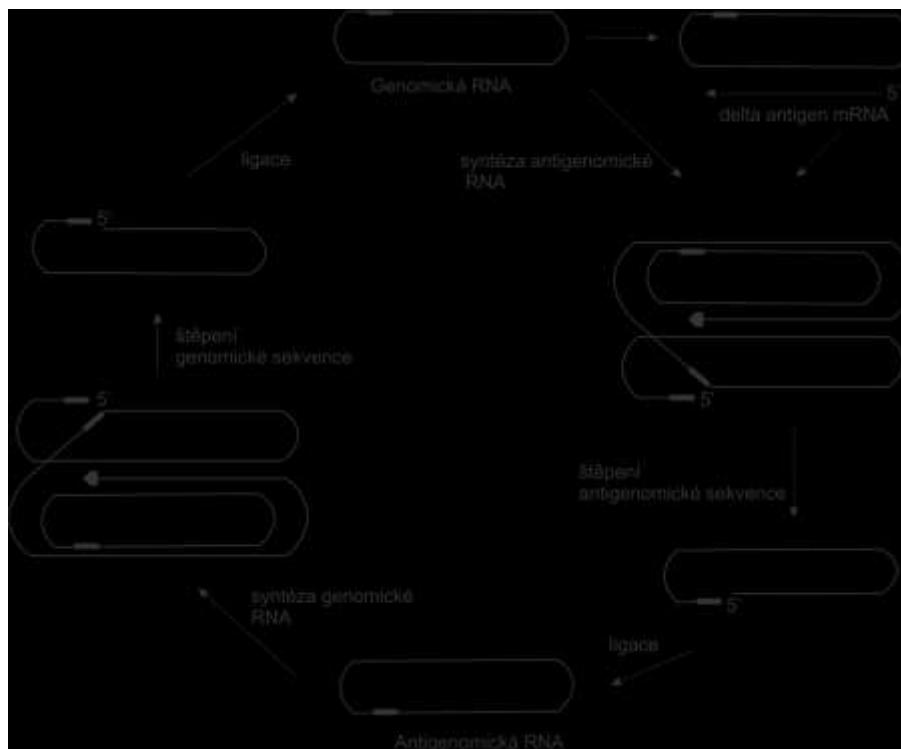 Genomická RNA
5'
delta antigen mRNA
ligace
syntéza antigenomické
RNA
5'
štěpení
genomické sekvence
5'
5'
štěpení
antigenomické sekvence
5'
syntéza genomické
RNA
ligace
Antigenomická RNA